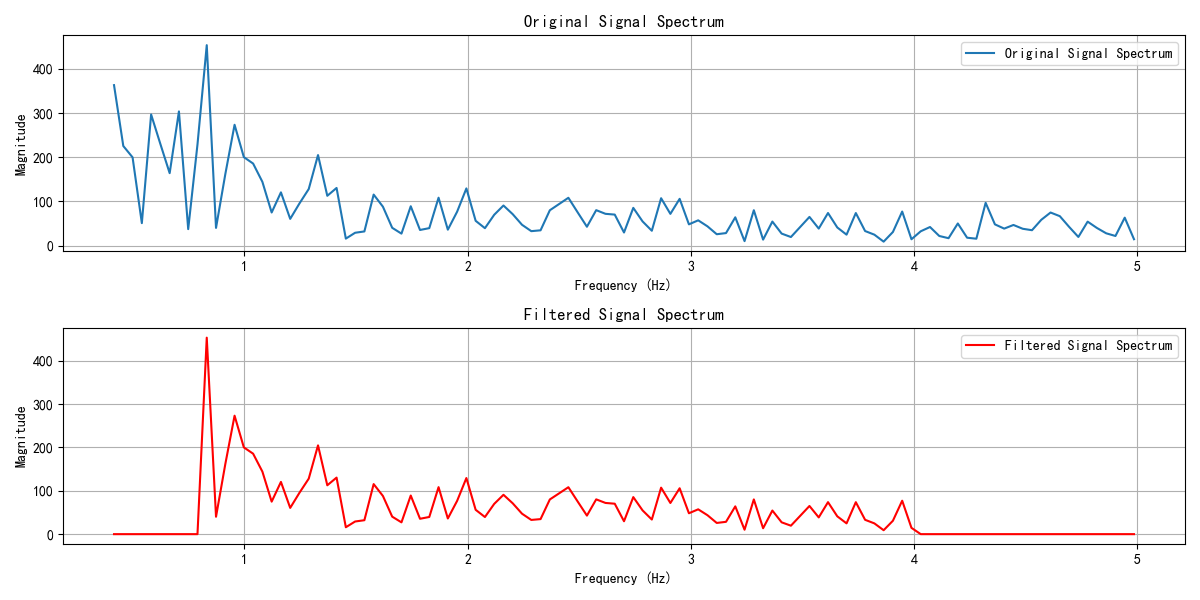 Original Signal Spectrum
Original Signal Spectrum
Magnitude
400
300
200
100
0
1
2
3
4
5
Frequency (Hz)
Filtered Signal Spectrum
Filtered Signal Spectrum
Magnitude
400
300
200
100
0
1
2
3
4
5
Frequency (Hz)